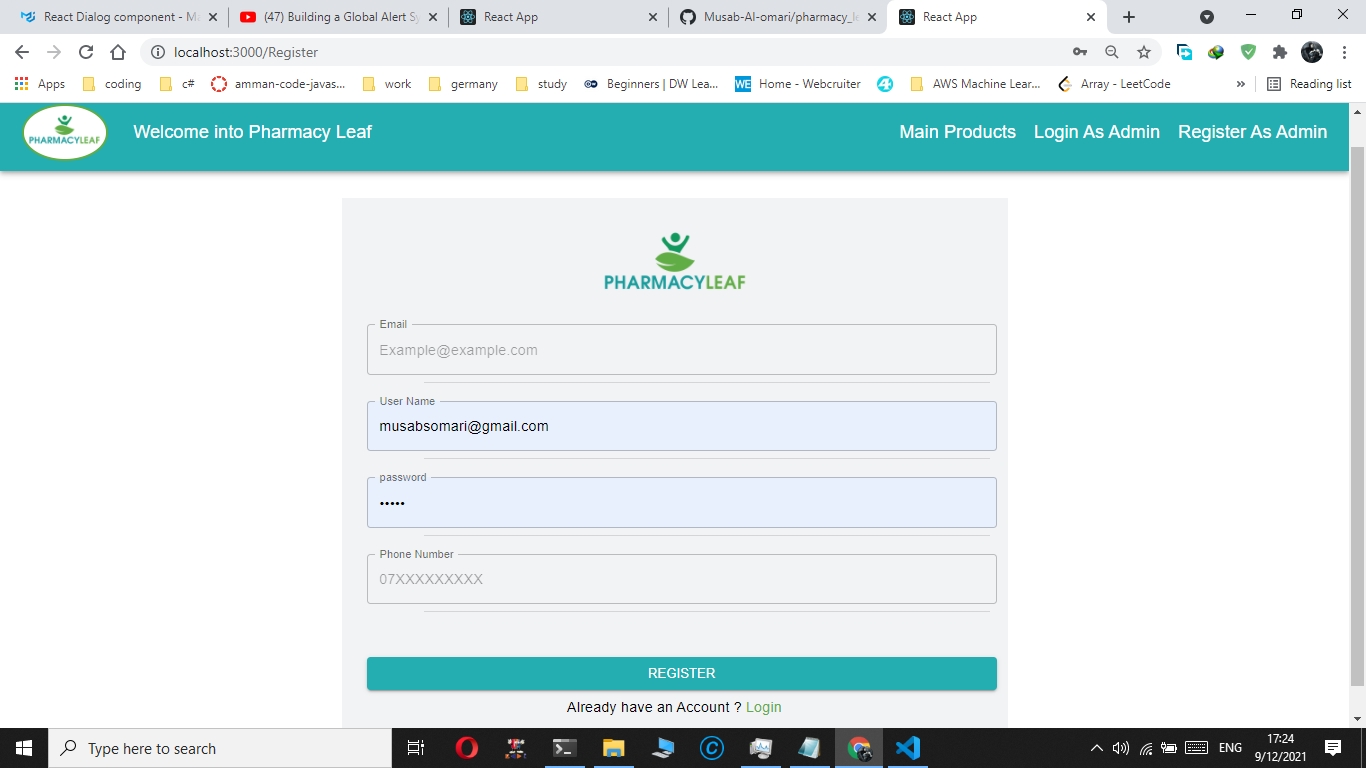 React Dialog component - Ma
(47) Building a Global Alert Sy
React App
Musab-Al-omari/pharmacy_le
React App
localhost:3000/Register
Apps
coding
c#
amman-code-javas...
work
germany
study
Beginners | DW Lea...
WE
Home - Webcruiter
AWS Machine Lear...
Array - LeetCode
»
Reading list
PHARMACYLEAF
Welcome into Pharmacy Leaf
Main Products
Login As Admin
Register As Admin
PHARMACYLEAF
Email
Example@example.com
User Name
musabsomari@gmail.com
password
•••••
Phone Number
07XXXXXXXXX
REGISTER
Already have an Account ? Login
Type here to search
ENG
17:24
9/12/2021